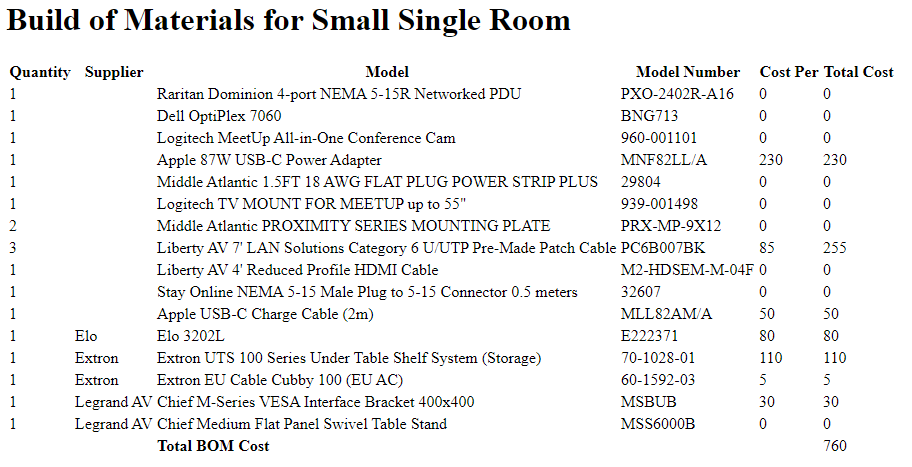 Build of Materials for Small Single Room
Quantity Supplier Model Model Number Cost Per Total Cost
1 Raritan Dominion 4-port NEMA 5-15R Networked PDU PXO-2402R-A16 0 0
1 Dell OptiPlex 7060 BNG713 0 0
1 Logitech MeetUp All-in-One Conference Cam 960-001101 0 0
1 Apple 87W USB-C Power Adapter MNF82LL/A 230 230
1 Middle Atlantic 1.5FT 18 AWG FLAT PLUG POWER STRIP PLUS 29804 0 0
1 Logitech TV MOUNT FOR MEETUP up to 55" 939-001498 0 0
2 Middle Atlantic PROXIMITY SERIES MOUNTING PLATE PRX-MP-9X12 0 0
3 Liberty AV 7' LAN Solutions Category 6 U/UTP Pre-Made Patch Cable PC6B007BK 85 255
1 Liberty AV 4' Reduced Profile HDMI Cable M2-HDSEM-M-04F 0 0
1 Stay Online NEMA 5-15 Male Plug to 5-15 Connector 0.5 meters 32607 0 0
1 Apple USB-C Charge Cable (2m) MLL82AM/A 50 50
1 Elo Elo 3202L E222371 80 80
1 Extron Extron UTS 100 Series Under Table Shelf System (Storage) 70-1028-01 110 110
1 Extron Extron EU Cable Cubby 100 (EU AC) 60-1592-03 5 5
1 Legrand AV Chief M-Series VESA Interface Bracket 400x400 MSBUB 30 30
1 Legrand AV Chief Medium Flat Panel Swivel Table Stand MSS6000B 0 0
Total BOM Cost 760